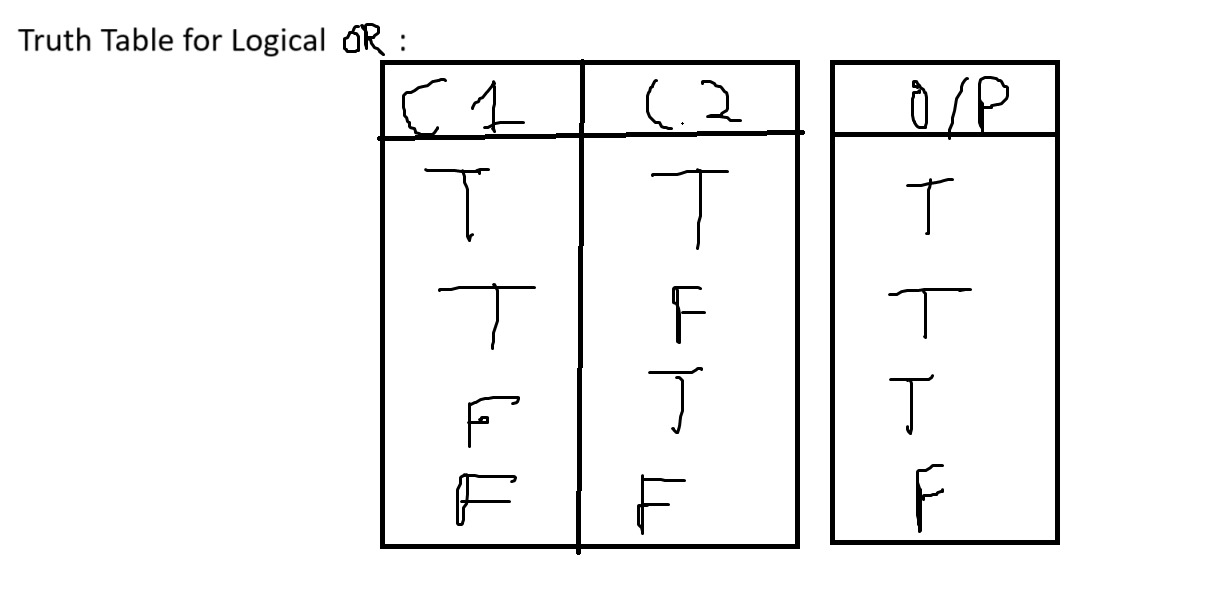 Truth Table for Logical OR :
C1 C2 O/P
T T T
T F T
F T T
F F F